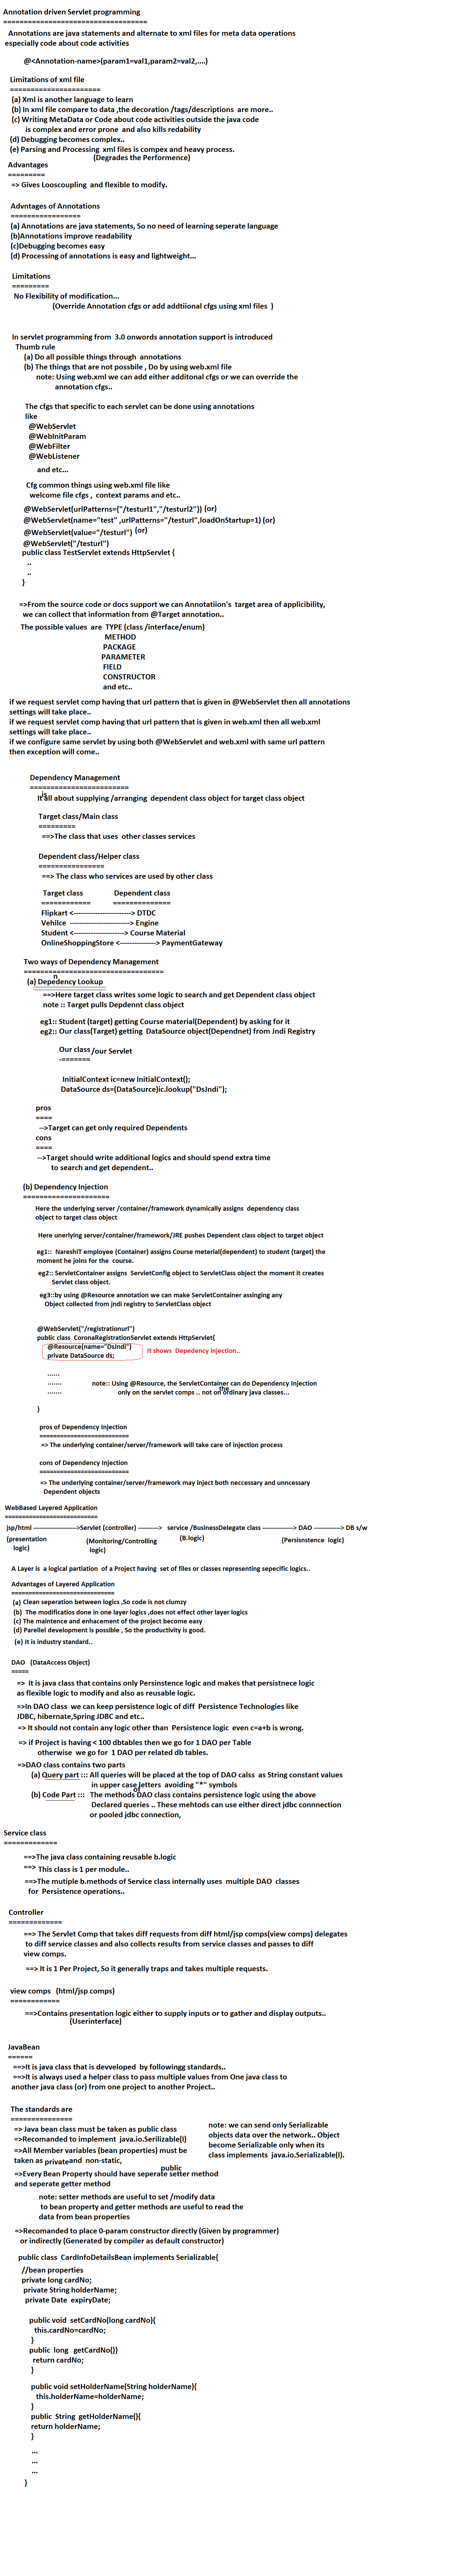 Annotation driven Servlet programming
===================================
Annotations are java statements and alternate to xml files for meta data operations
especially code about code activities
@<Annotation-name>(param1=val1,param2=val2,....)
Limitations of xml file
======================
(a) Xml is another language to learn
(b) In xml file compare to data ,the decoration /tags/descriptions are more..
(c) Writing MetaData or Code about code activities outside the java code
is complex and error prone and also kills redability
(d) Debugging becomes complex..
(e) Parsing and Processing xml files is compex and heavy process.
(Degrades the Performence)
Advantages
=========
=> Gives Looscoupling and flexible to modify.
Advntages of Annotations
=================
(a) Annotations are java statements, So no need of learning seperate language
(b)Annotations improve readability
(c)Debugging becomes easy
(d) Processing of annotations is easy and lightweight...
Limitations
=========
No Flexibility of modification...
(Override Annotation cfgs or add addtiional cfgs using xml files )
In servlet programming from 3.0 onwords annotation support is introduced
Thumb rule
(a) Do all possible things through annotations
(b) The things that are not possbile , Do by using web.xml file
note: Using web.xml we can add either additonal cfgs or we can override the
annotation cfgs..
The cfgs that specific to each servlet can be done using annotations
like
@WebServlet
@WebInitParam
@WebFilter
@WebListener
and etc...
Cfg common things using web.xml file like
welcome file cfgs , context params and etc..
@WebServlet(urlPatterns={"/testurl1","/testurl2"}) (or)
@WebServlet(name="test" ,urlPatterns="/testurl",loadOnStartup=1) (or)
@WebServlet(value="/testurl") (or)
@WebServlet("/testurl")
public class TestServlet extends HttpServlet {
..
..
}
=>From the source code or docs support we can Annotatiion's target area of applicibility,
we can collect that information from @Target annotation..
The possible values are TYPE (class /interface/enum)
METHOD
PACKAGE
PARAMETER
FIELD
CONSTRUCTOR
and etc..
if we request servlet comp having that url pattern that is given in @WebServlet then all annotations
settings will take place..
if we request servlet comp having that url pattern that is given in web.xml then all web.xml
settings will take place..
if we configure same servlet by using both @WebServlet and web.xml with same url pattern
then exception will come..
Dependency Management
========================
is
It all about supplying /arranging dependent class object for target class object
Target class/Main class
=========
==>The class that uses other classes services
Dependent class/Helper class
================
==> The class who services are used by other class
Target class Dependent class
============ ==============
Flipkart <-----------------------> DTDC
Vehilce ------------------------> Engine
Student <--------------------> Course Material
OnlineShoppingStore <--------------> PaymentGateway
Two ways of Dependency Management
==================================
n
(a) Depedency Lookup
==>Here target class writes some logic to search and get Dependent class object
note :: Target pulls Depdennt class object
eg1:: Student (target) getting Course material(Dependent) by asking for it
eg2:: Our class(Target) getting DataSource object(Dependnet) from Jndi Registry
Our class /our Servlet
-=======
InitialContext ic=new InitialContext();
DataSource ds=(DataSource)ic.lookup("DsJndi");
pros
====
-->Target can get only required Dependents
cons
====
-->Target should write additional logics and should spend extra time
to search and get dependent..
(b) Dependency Injection
=====================
Here the underlying server /container/framework dynamically assigns dependency class
object to target class object
Here unerlying server/container/framework/JRE pushes Dependent class object to target object
eg1:: NareshIT employee (Container) assigns Course meterial(dependent) to student (target) the
moment he joins for the course.
eg2:: ServletContainer assigns ServletConfig object to ServletClass object the moment it creates
Servlet class object.
eg3::by using @Resource annotation we can make ServletContainer assinging any
Object collected from jndi registry to ServletClass object
@WebServlet("/registrationurl")
public class CoronaRegistrationServlet extends HttpServlet{
@Resource(name="DsJndi")
private DataSource ds;
It shows Depedency injection..
......
.......
.......
note:: Using @Resource, the ServletContainer can do Dependency Injection
only on the servlet comps .. not on ordinary java classes...
the
}
pros of Dependency Injection
=========================
=> The underlying container/server/framework will take care of injection process
cons of Dependency Injection
=========================
=> The underlying container/server/framework may inject both neccessary and unncessary
Dependent objects
WebBased Layered Application
==========================
jsp/html --------------------->Servlet (controller) ----------> service /BusinessDelegate class ---------------> DAO -------------> DB s/w
(presentation
logic)
(Monitoring/Controlling
logic)
(B.logic)
(Persisnstence logic)
A Layer is a logical partiation of a Project having set of files or classes representing sepecific logics..
Advantages of Layered Application
=============================
(a) Clean seperation between logics ,So code is not clumzy
(b) The modificatios done in one layer logics ,does not effect other layer logics
(c) The maintence and enhacement of the project become easy
(d) Parellel development is possible , So the productivity is good.
(e) It is industry standard..
DAO (DataAccess Object)
=====
=> It is java class that contains only Persinstence logic and makes that persistnece logic
as flexible logic to modify and also as reusable logic.
=>In DAO class we can keep persistence logic of diff Persistence Technologies like
JDBC, hibernate,Spring JDBC and etc..
=> It should not contain any logic other than Persistence logic even c=a+b is wrong.
=> if Project is having < 100 dbtables then we go for 1 DAO per Table
otherwise we go for 1 DAO per related db tables.
=>DAO class contains two parts
(a) Query part ::: All queries will be placed at the top of DAO calss as String constant values
in upper case letters avoiding "*" symbols
of
(b) Code Part ::: The methods DAO class contains persistence logic using the above
Declared queries .. These mehtods can use either direct jdbc connnection
or pooled jdbc connection,
Service class
=============
==>The java class containing reusable b.logic
==> This class is 1 per module..
==>The mutiple b.methods of Service class internally uses multiple DAO classes
for Persistence operations..
Controller
=============
==> The Servlet Comp that takes diff requests from diff html/jsp comps(view comps) delegates
to diff service classes and also collects results from service classes and passes to diff
view comps.
==> It is 1 Per Project, So it generally traps and takes multiple requests.
view comps (html/jsp comps)
============
==>Contains presentation logic either to supply inputs or to gather and display outputs..
(Userinterface)
JavaBean
======
==>It is java class that is devveloped by followingg standards..
==>It is always used a helper class to pass multiple values from One java class to
another java class (or) from one project to another Project..
The standards are
===============
=> Java bean class must be taken as public class
=>Recomanded to implement java.io.Serilizable(I)
=>All Member variables (bean properties) must be
taken as private and non-static,
note: we can send only Serializable
objects data over the network.. Object
become Serializable only when its
class implements java.io.Serializable(I).
public
=>Every Bean Property should have seperate setter method
and seperate getter method
note: setter methods are useful to set /modify data
to bean property and getter methods are useful to read the
data from bean properties
=>Recomanded to place 0-param constructor directly (Given by programmer)
or indirectly (Generated by compiler as default constructor)
public class CardInfoDetailsBean implements Serializable{
//bean properties
private long cardNo;
private String holderName;
private Date expiryDate;
public void setCardNo(long cardNo){
this.cardNo=cardNo;
}
public long getCardNo(}}
return cardNo;
}
public void setHolderName(String holderName){
this.holderName=holderName;
}
public String getHolderName(){
return holderName;
}
...
...
...
}